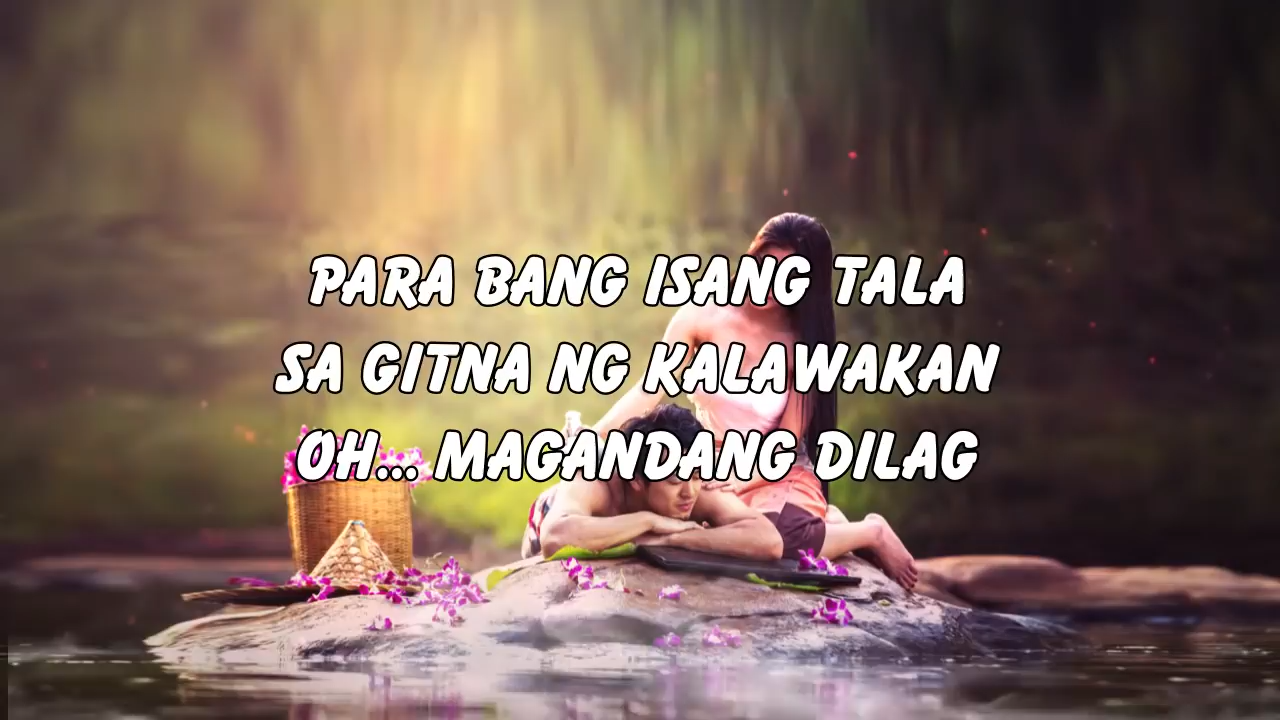 PARA BANG ISANG TALA
SA GITNA NG KALAWAKAN
OH... MAGANDANG DILAG